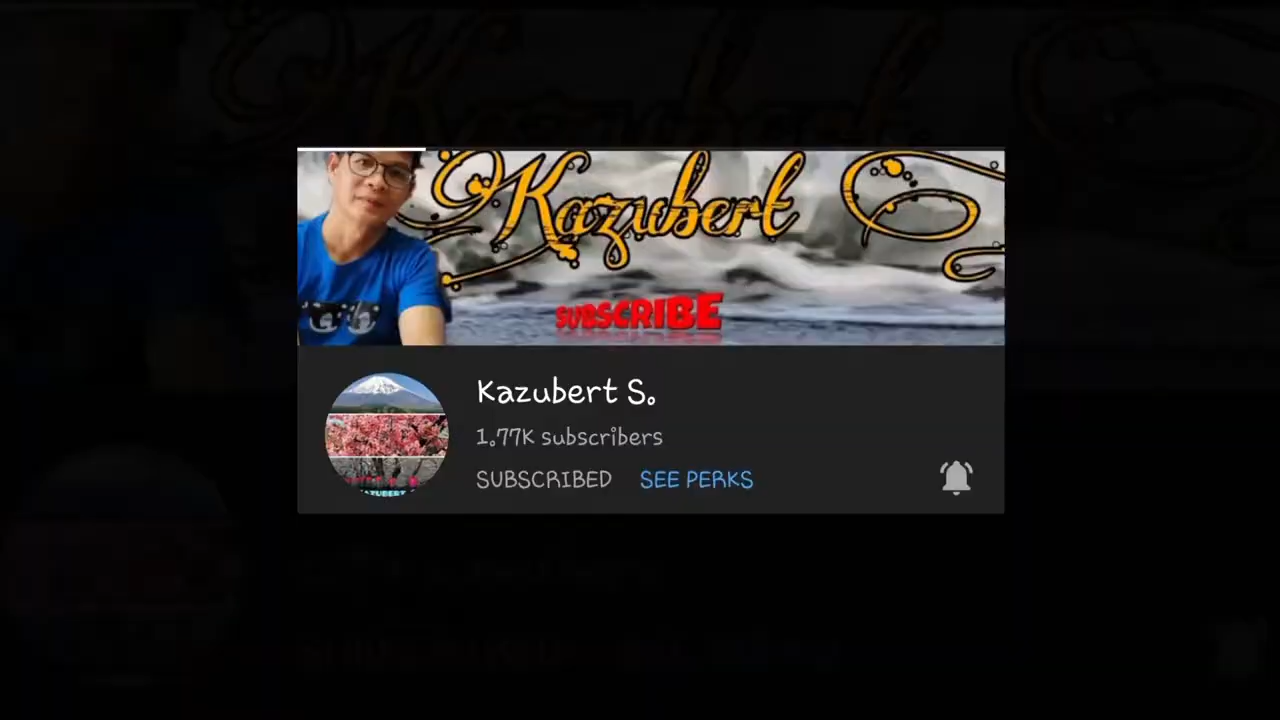 Kazubert
SUBSCRIBE
Kazubert S.
1.77K subscribers
SUBSCRIBED SEE PERKS